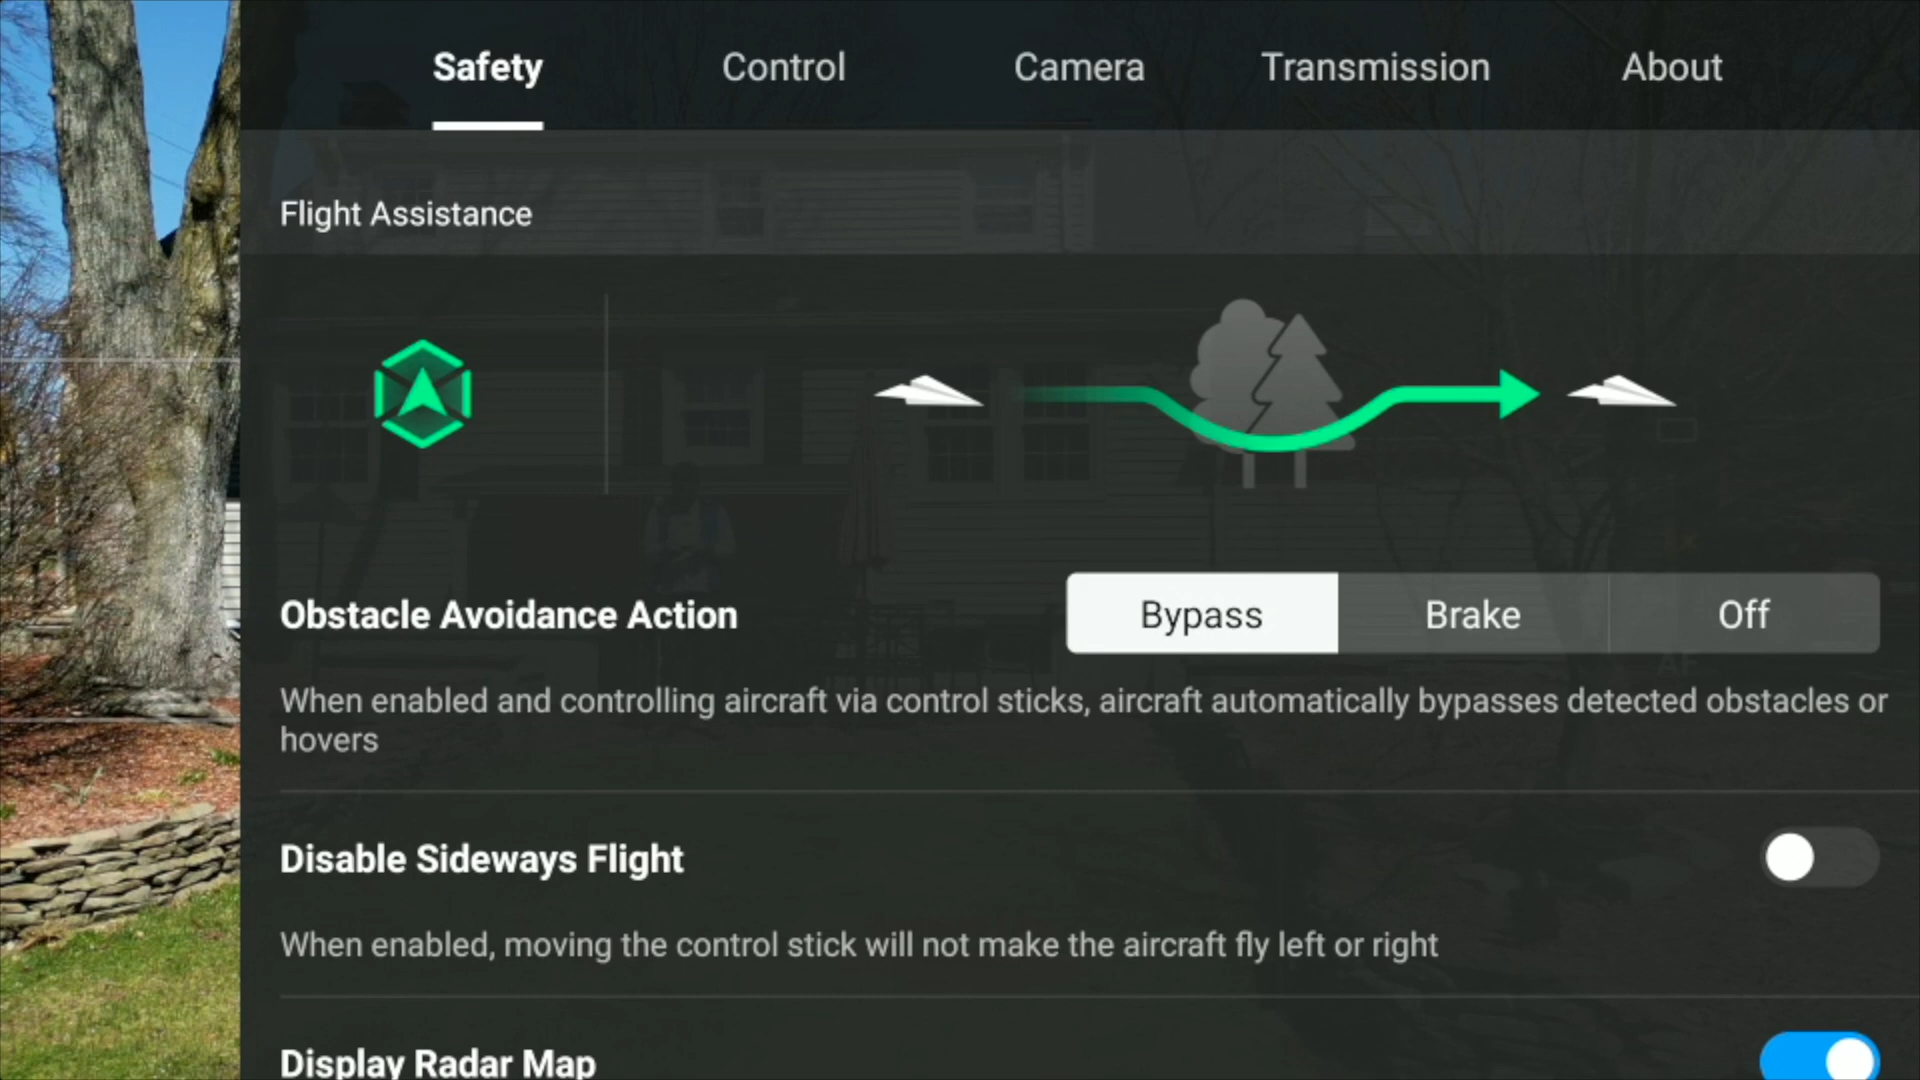 Safety Control Camera Transmission About
Flight Assistance
Obstacle Avoidance Action Bypass Brake Off
When enabled and controlling aircraft via control sticks, aircraft automatically bypasses detected obstacles or
hovers
Disable Sideways Flight
When enabled, moving the control stick will not make the aircraft fly left or right
Display Radar Map